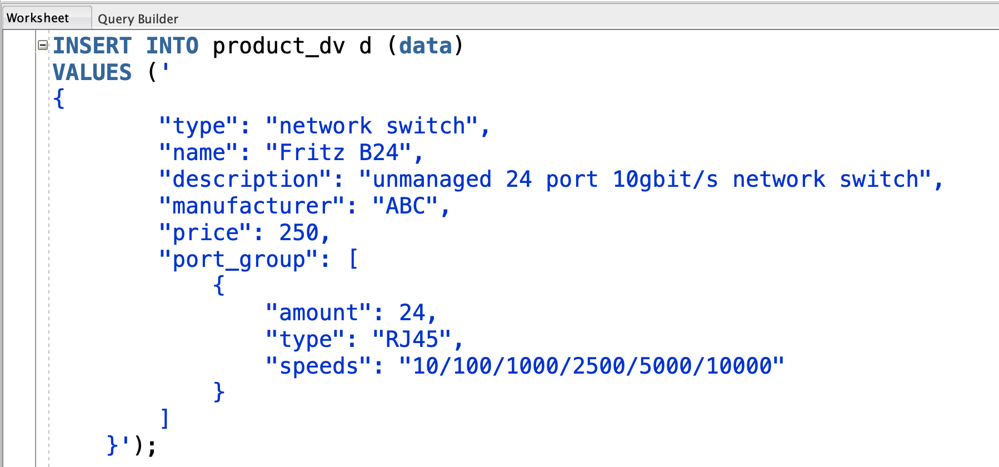 Worksheet Query Builder
INSERT INTO product_dv d (data)
VALUES ('
{
"type": "network switch",
"name": "Fritz B24",
"description": "unmanaged 24 port 10gbit/s network switch",
"manufacturer": "ABC",
"price": 250,
"port_group": [
{
"amount": 24,
"type": "RJ45",
"speeds": "10/100/1000/2500/5000/10000"
}
]
}');